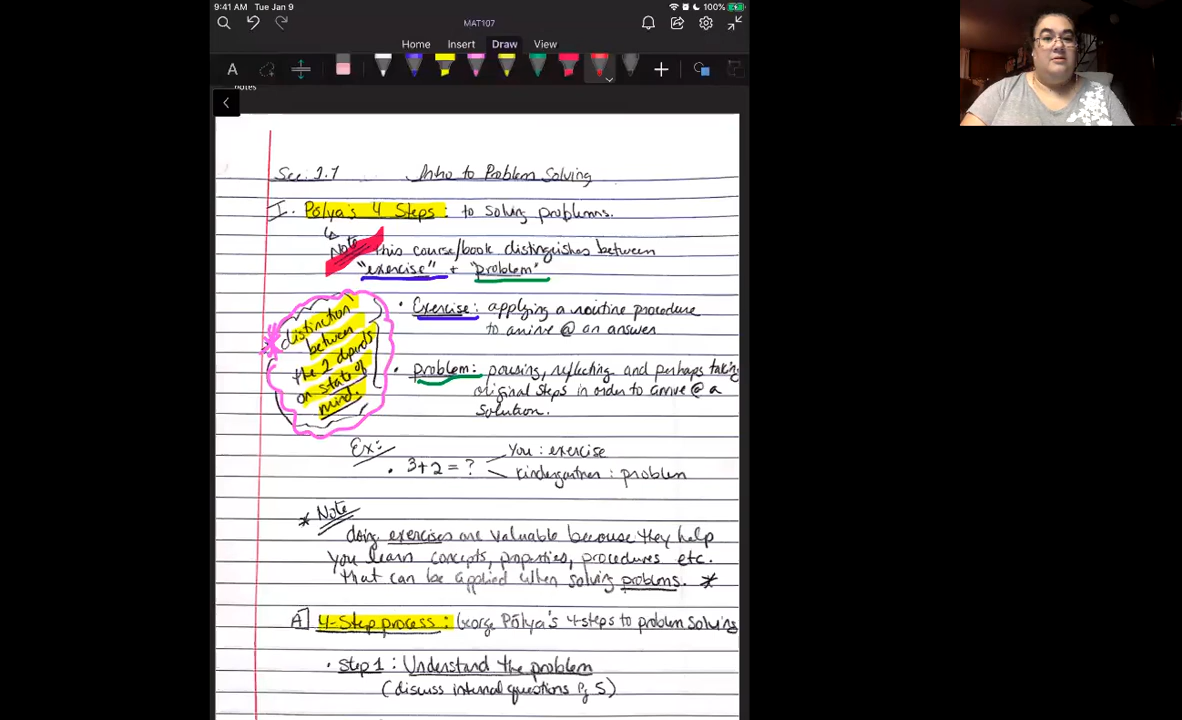 9:41 AM Tue Jan 9
100%
MAT107
Home Insert Draw View
notes
Intro to Problem Solving
I. Pólya's 4 Steps: to solving problems.
Note This course/book distinguishes between
"exercise" + "problem"
• Exercise: applying a routine procedure
to arrive @ an answer
* distinction
between
the 2 depends
on state of
mind.
• problem: pausing, reflecting and perhaps taking
original steps in order to arrive @ a
solution.
Ex:
• 3+2 = ?
You: exercise
kindergartner: problem
* Note
doing exercises are valuable because they help
you learn concepts, properties, procedures etc.
that can be applied when solving problems. *
A] 4-Step process: George Pólya's 4-steps to problem solving
• Step 1: Understand the problem
(discuss internal questions Pg 5)